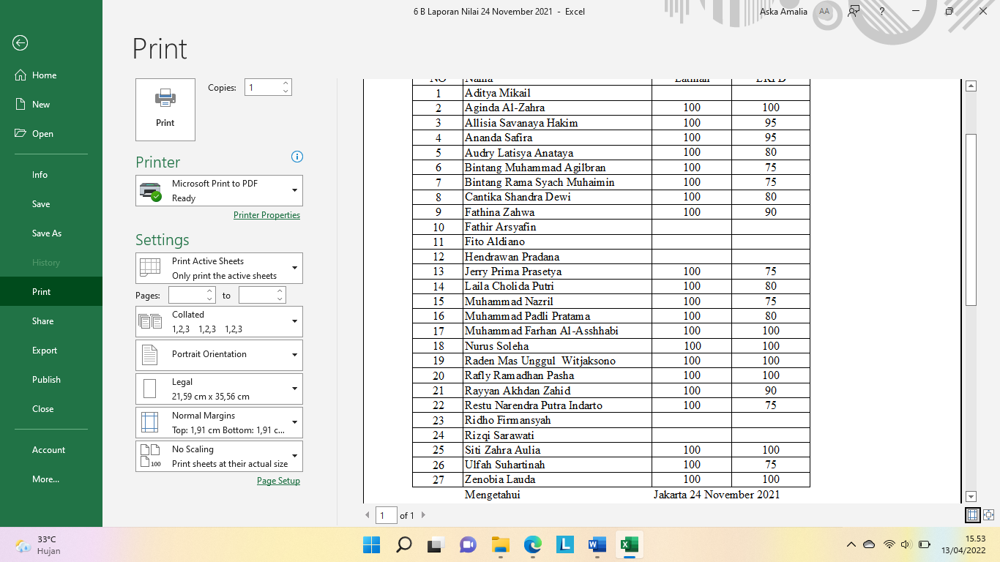 6 B Laporan Nilai 24 November 2021 - Excel
Aska Amalia AA ?
Print
Home
New
Open
Info
Save
Save As
History
Print
Share
Export
Publish
Close
Account
More...
Print
Copies: 1
Printer
Microsoft Print to PDF
Ready
Printer Properties
Settings
Print Active Sheets
Only print the active sheets
Pages: to
Collated
1,2,3 1,2,3 1,2,3
Portrait Orientation
Legal
21,59 cm x 35,56 cm
Normal Margins
Top: 1,91 cm Bottom: 1,91 c...
No Scaling
100 Print sheets at their actual size
Page Setup
NO Nama Latihan LKPD
1 Aditya Mikail
2 Aginda Al-Zahra 100 100
3 Allisia Savanaya Hakim 100 95
4 Ananda Safira 100 95
5 Audry Latisya Anataya 100 80
6 Bintang Muhammad Agilbran 100 75
7 Bintang Rama Syach Muhaimin 100 75
8 Cantika Shandra Dewi 100 80
9 Fathina Zahwa 100 90
10 Fathir Arsyafin
11 Fito Aldiano
12 Hendrawan Pradana
13 Jerry Prima Prasetya 100 75
14 Laila Cholida Putri 100 80
15 Muhammad Nazril 100 75
16 Muhammad Padli Pratama 100 80
17 Muhammad Farhan Al-Asshhabi 100 100
18 Nurus Soleha 100 100
19 Raden Mas Unggul Witjaksono 100 100
20 Rafly Ramadhan Pasha 100 100
21 Rayyan Akhdan Zahid 100 90
22 Restu Narendra Putra Indarto 100 75
23 Ridho Firmansyah
24 Rizqi Sarawati
25 Siti Zahra Aulia 100 100
26 Ulfah Suhartinah 100 75
27 Zenobia Lauda 100 100
Mengetahui Jakarta 24 November 2021
1 of 1
33°C
Hujan
15.53
13/04/2022